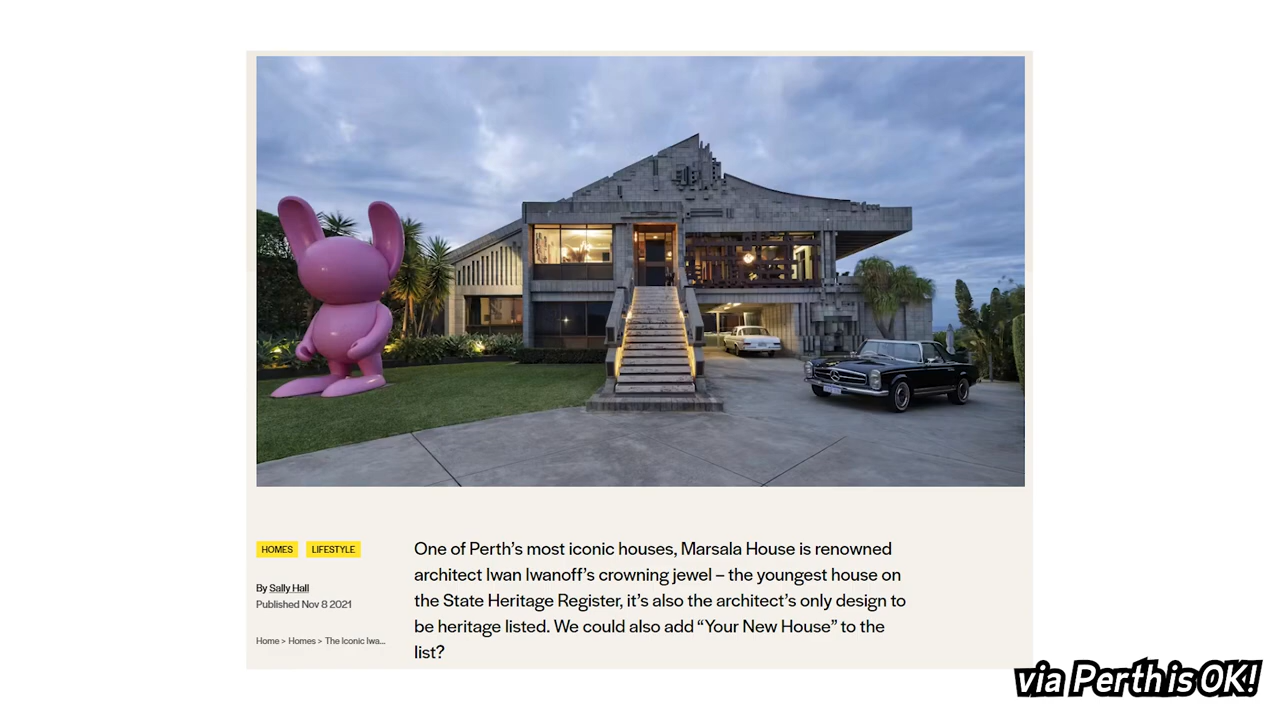 HOMES
LIFESTYLE
By Sally Hall
Published Nov 8 2021
Home > Homes > The Iconic Iwa...
One of Perth's most iconic houses, Marsala House is renowned
architect Iwan Iwanoff's crowning jewel – the youngest house on
the State Heritage Register, it's also the architect's only design to
be heritage listed. We could also add “Your New House” to the
list?
via Perth is OK!